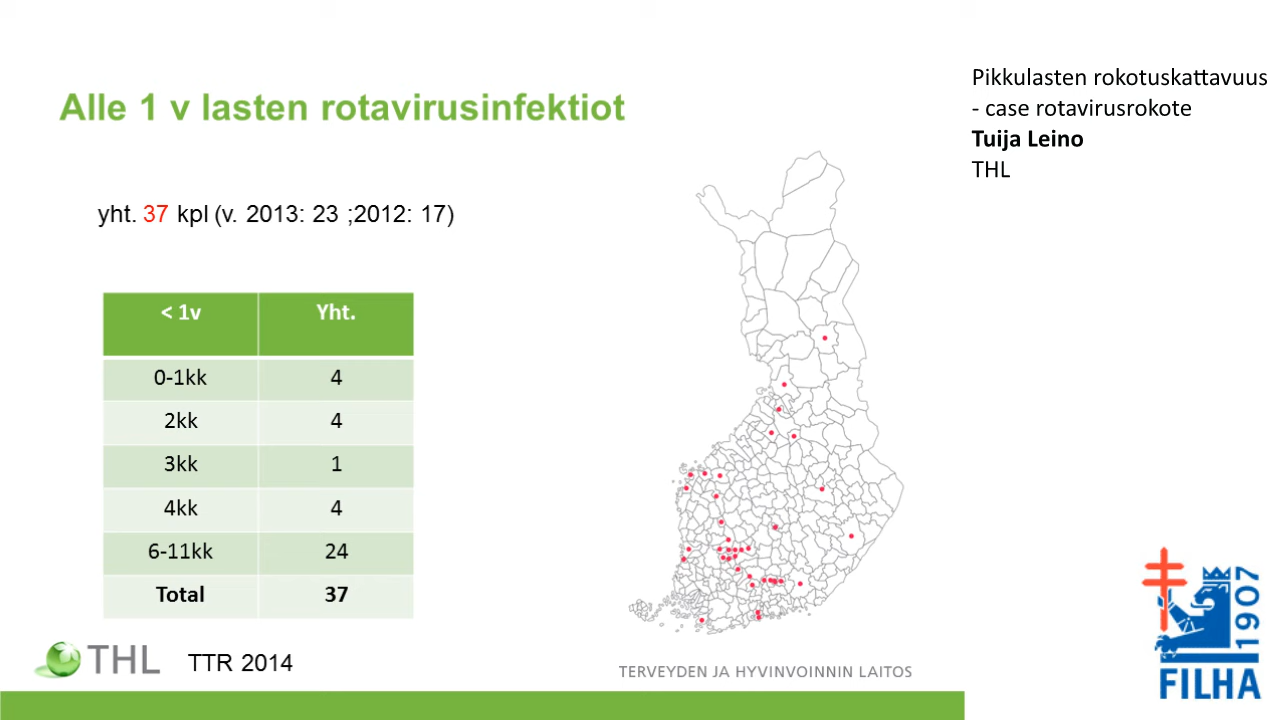 Alle 1 v lasten rotavirusinfektiot
yht. 37 kpl (v. 2013: 23 ;2012: 17)
< 1v Yht.
0-1kk 4
2kk 4
3kk 1
4kk 4
6-11kk 24
Total 37
THL TTR 2014
TERVEYDEN JA HYVINVOINNIN LAITOS
Pikkulasten rokotuskattavuus
- case rotavirusrokote
Tuija Leino
THL
1907
FILHA